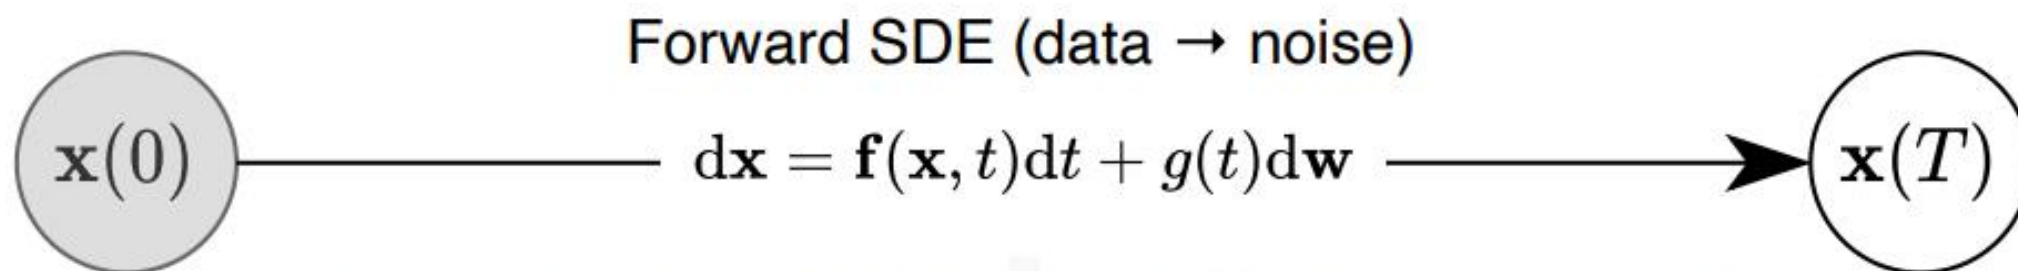 Forward SDE (data → noise)
x(0)
dx = f(x, t)dt + g(t)dw
x(T)